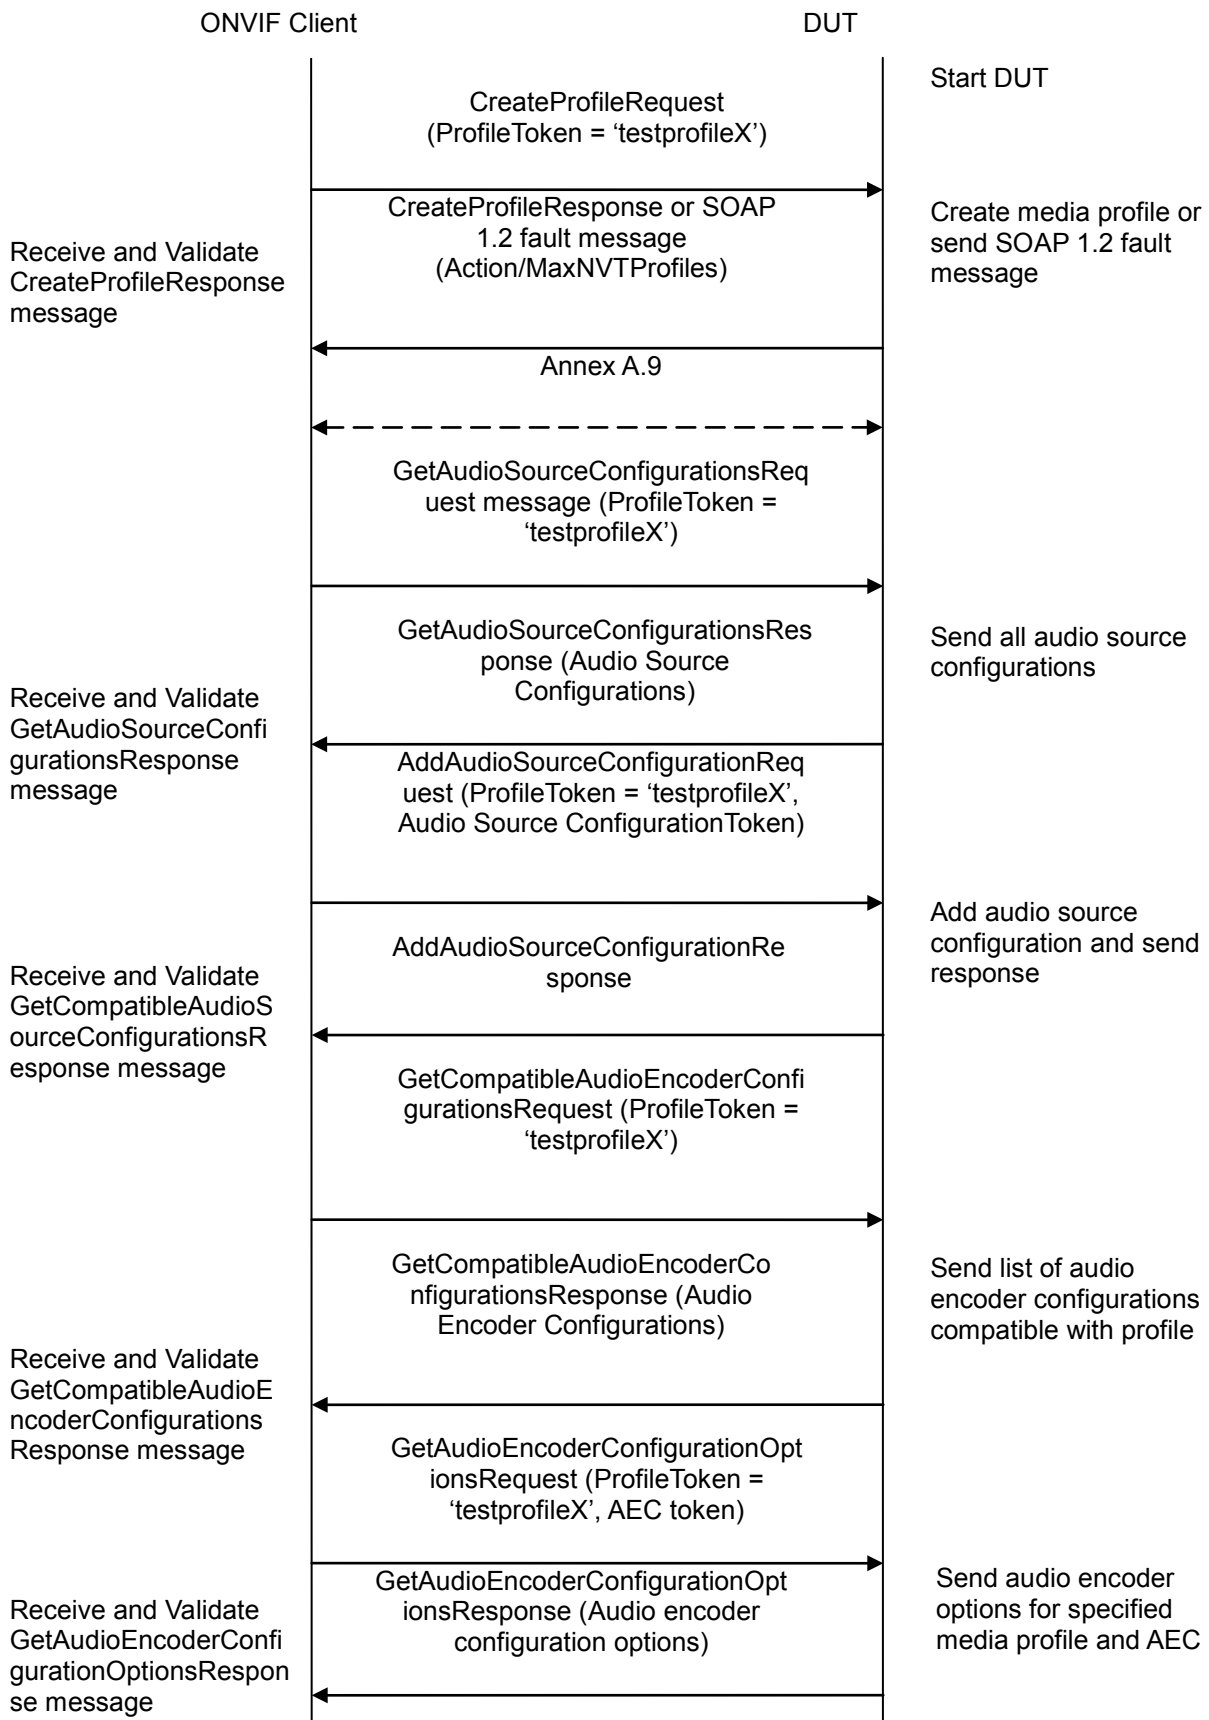 ONVIF Client
DUT
Start DUT
CreateProfileRequest
(ProfileToken = ‘testprofileX’)
CreateProfileResponse or SOAP
1.2 fault message
(Action/MaxNVTProfiles)
Create media profile or
send SOAP 1.2 fault
message
Receive and Validate
CreateProfileResponse
message
Annex A.9
GetAudioSourceConfigurationsReq
uest message (ProfileToken =
‘testprofileX’)
GetAudioSourceConfigurationsRes
ponse (Audio Source
Configurations)
Send all audio source
configurations
Receive and Validate
GetAudioSourceConfi
gurationsResponse
message
AddAudioSourceConfigurationReq
uest (ProfileToken = ‘testprofileX’,
Audio Source ConfigurationToken)
Add audio source
configuration and send
response
AddAudioSourceConfigurationRe
sponse
Receive and Validate
GetCompatibleAudioS
ourceConfigurationsR
esponse message
GetCompatibleAudioEncoderConfi
gurationsRequest (ProfileToken =
‘testprofileX’)
GetCompatibleAudioEncoderCo
nfigurationsResponse (Audio
Encoder Configurations)
Send list of audio
encoder configurations
compatible with profile
Receive and Validate
GetCompatibleAudioE
ncoderConfigurations
Response message
GetAudioEncoderConfigurationOpt
ionsRequest (ProfileToken =
‘testprofileX’, AEC token)
GetAudioEncoderConfigurationOpt
ionsResponse (Audio encoder
configuration options)
Send audio encoder
options for specified
media profile and AEC
Receive and Validate
GetAudioEncoderConfi
gurationOptionsRespon
se message